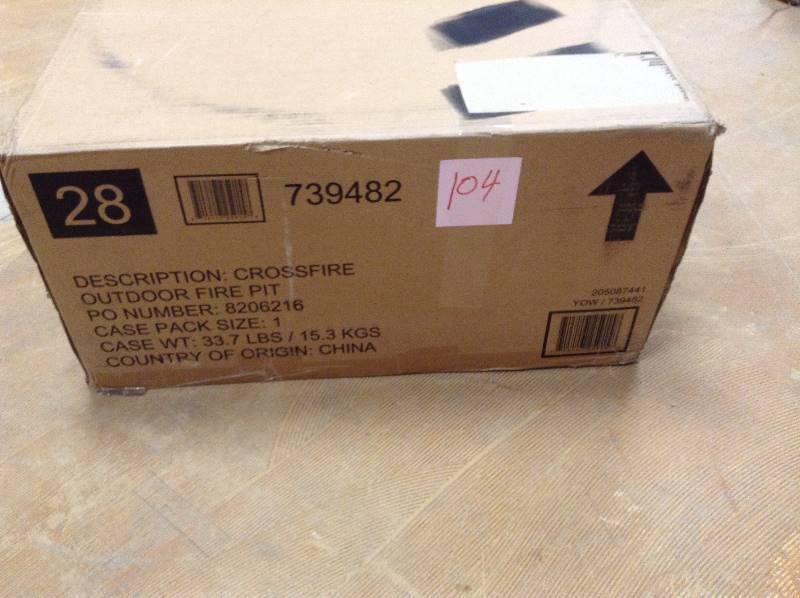 28
739482
104
DESCRIPTION: CROSSFIRE
OUTDOOR FIRE PIT
PO NUMBER: 8206216
CASE PACK SIZE: 1
CASE WT: 33.7 LBS / 15.3 KGS
COUNTRY OF ORIGIN: CHINA
205087441
YOW / 739482